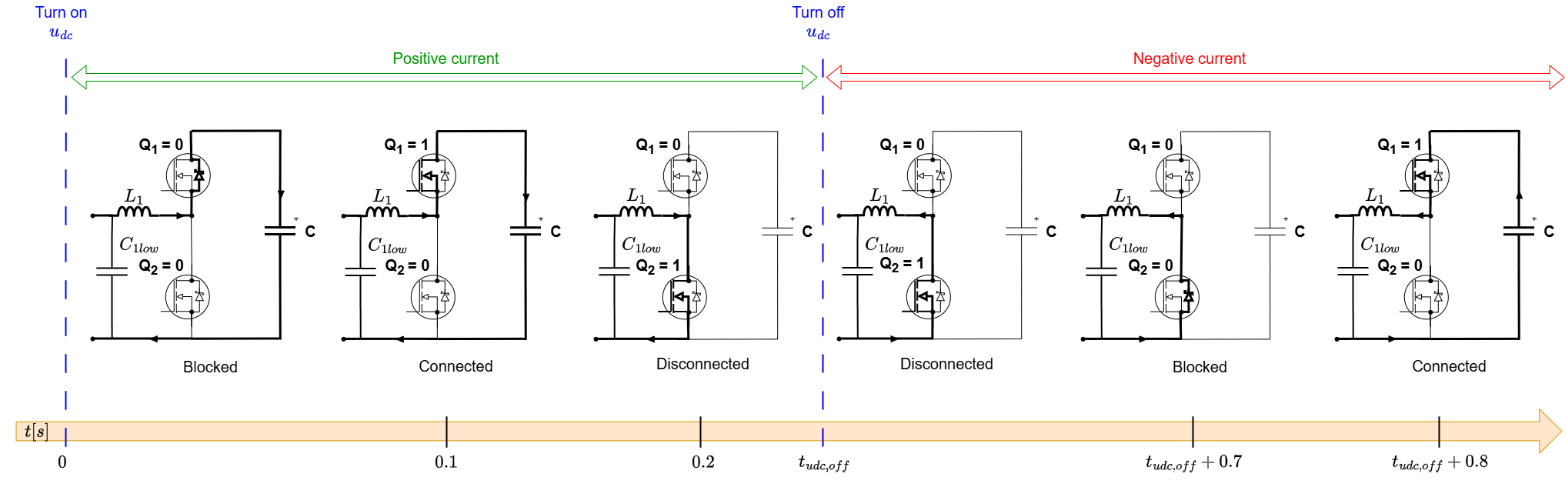 Turn on
u_dc
Turn off
u_dc
Positive current
Negative current
Q₁ = 0
L₁
C₁low
+
C
Q₂ = 0
Blocked
Q₁ = 1
L₁
C₁low
+
C
Q₂ = 0
Connected
Q₁ = 0
L₁
C₁low
+
C
Q₂ = 1
Disconnected
Q₁ = 0
L₁
C₁low
+
C
Q₂ = 1
Disconnected
Q₁ = 0
L₁
C₁low
+
C
Q₂ = 0
Blocked
Q₁ = 1
L₁
C₁low
+
C
Q₂ = 0
Connected
t[s]
0
0.1
0.2
t_udc,off
t_udc,off + 0.7
t_udc,off + 0.8